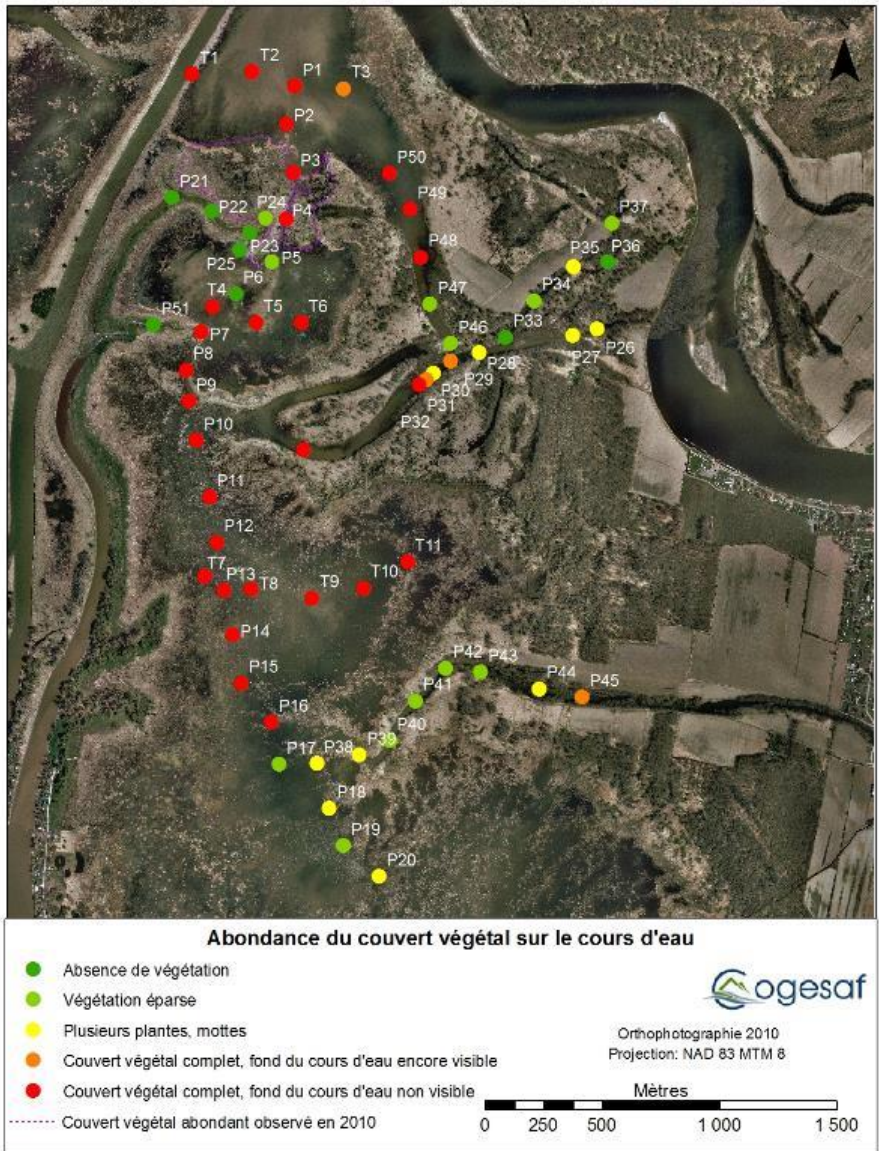 T1
T2
P1
T3
P2
P3
P50
P21
P49
P22
P24
P4
P37
P23
P48
P35
P36
P25
P5
P6
T4
P47
P34
P51
T5
T6
P7
P46
P33
P26
P8
P28
P27
P29
P9
P30
P31
P32
P10
P11
P12
T11
T7
P13
T8
T9
T10
P14
P15
P42
P43
P44
P45
P41
P16
P40
P17
P38
P39
P18
P19
P20
Abondance du couvert végétal sur le cours d'eau
Absence de végétation
Végétation éparse
Plusieurs plantes, mottes
Couvert végétal complet, fond du cours d'eau encore visible
Couvert végétal complet, fond du cours d'eau non visible
Couvert végétal abondant observé en 2010
Cogesaf
Orthophotographie 2010
Projection: NAD 83 MTM 8
Mètres
0 250 500 1 000 1 500